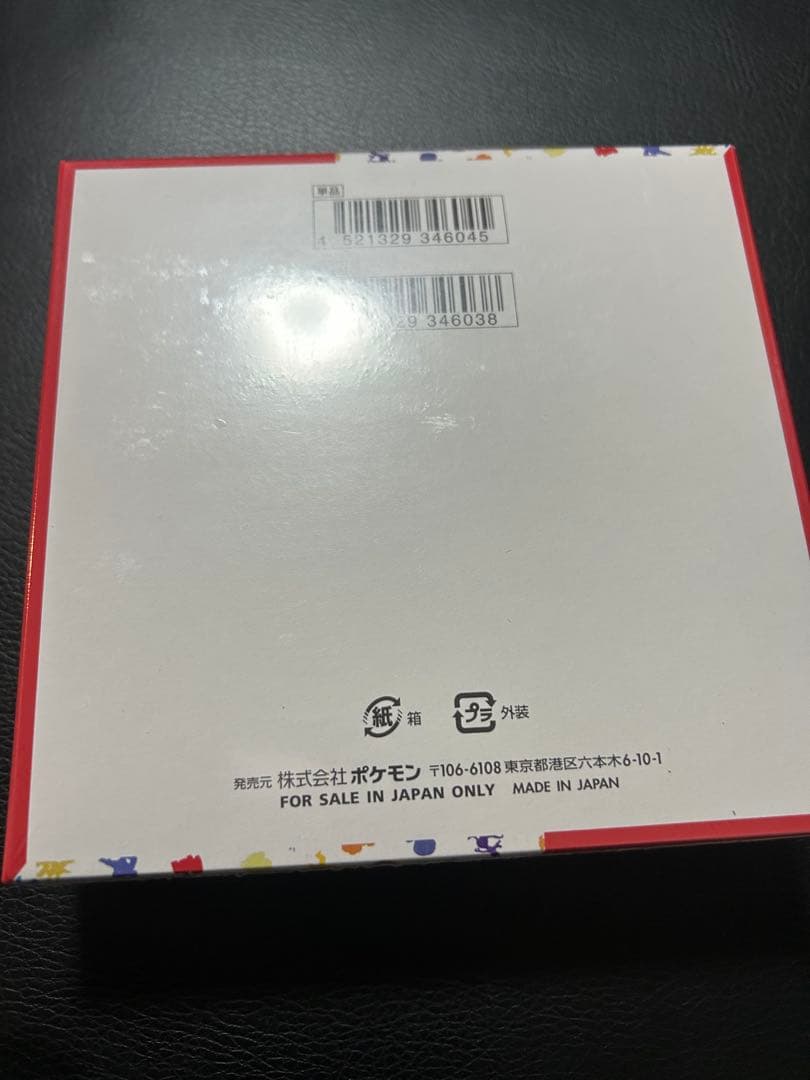 単品
4 521329 346045
29 346038
紙 箱 プラ 外装
発売元 株式会社 ポケモン 〒106-6108 東京都港区六本木6-10-1
FOR SALE IN JAPAN ONLY MADE IN JAPAN